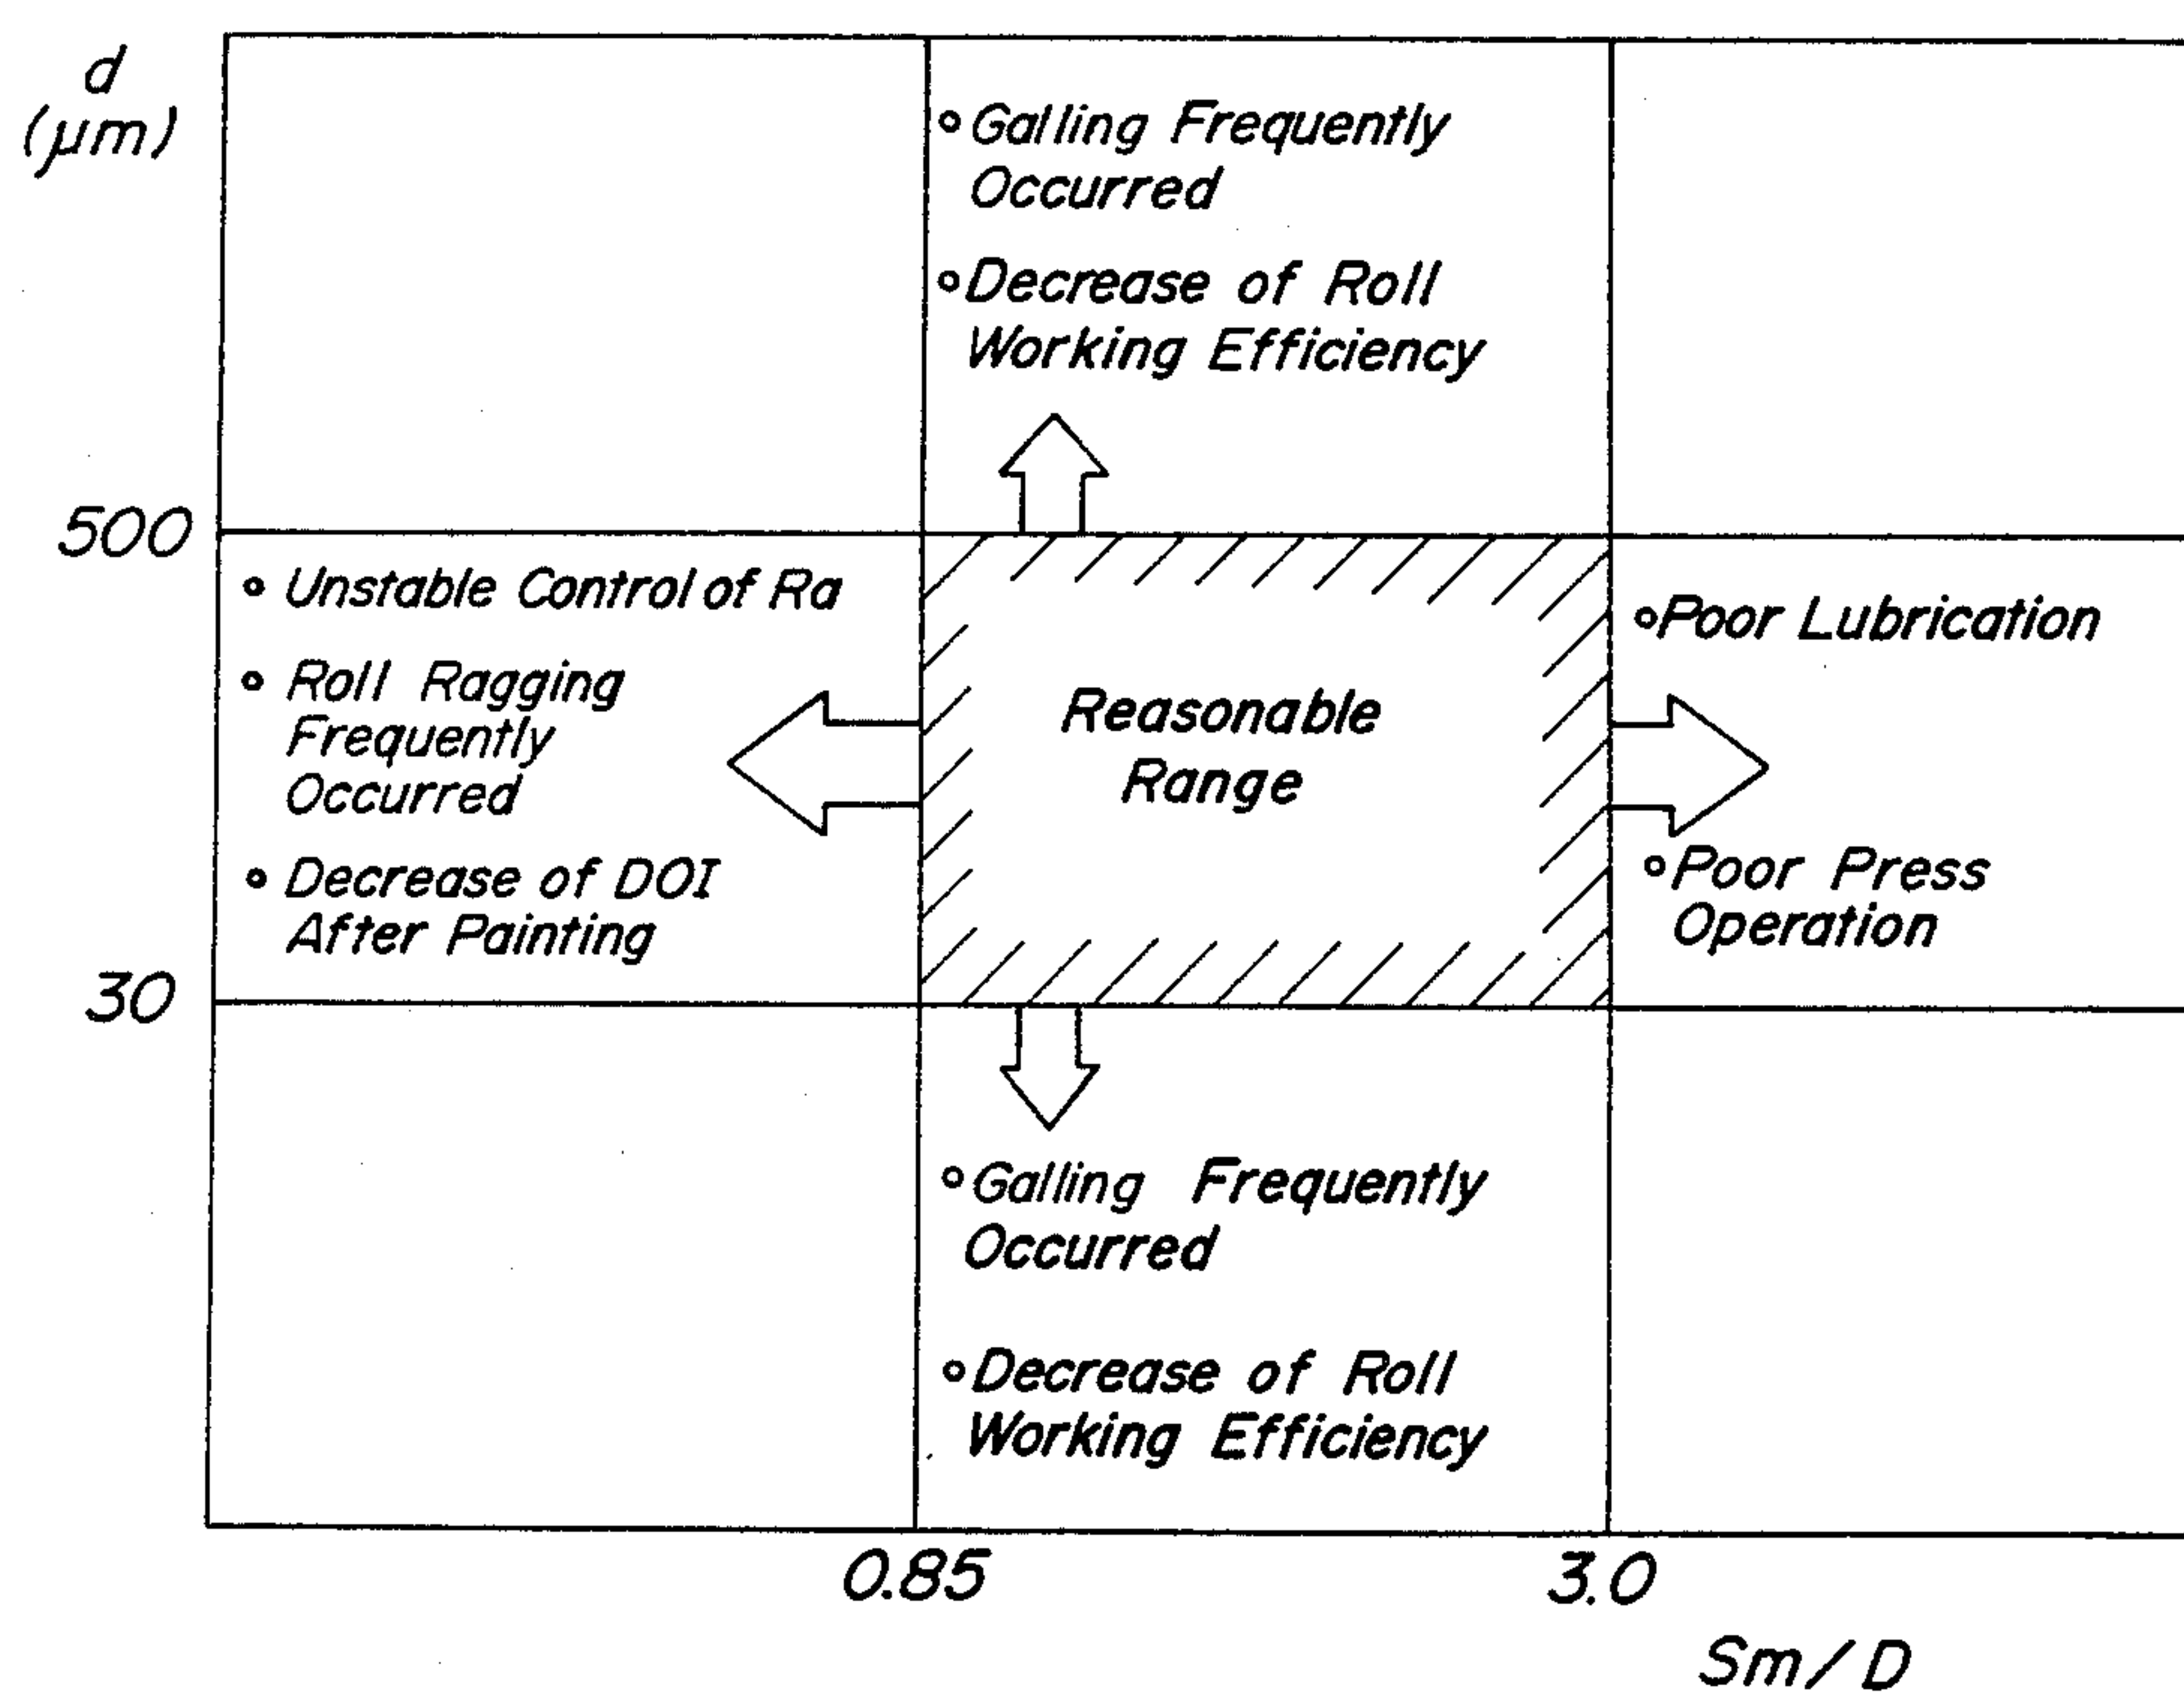 d
(μm)
Galling Frequently
Occurred
Decrease of Roll
Working Efficiency
500
Unstable Control of Ra
Roll Ragging
Frequently
Occurred
Decrease of DOI
After Painting
Reasonable
Range
Poor Lubrication
Poor Press
Operation
30
Galling Frequently
Occurred
Decrease of Roll
Working Efficiency
0.85
3.0
Sm/D